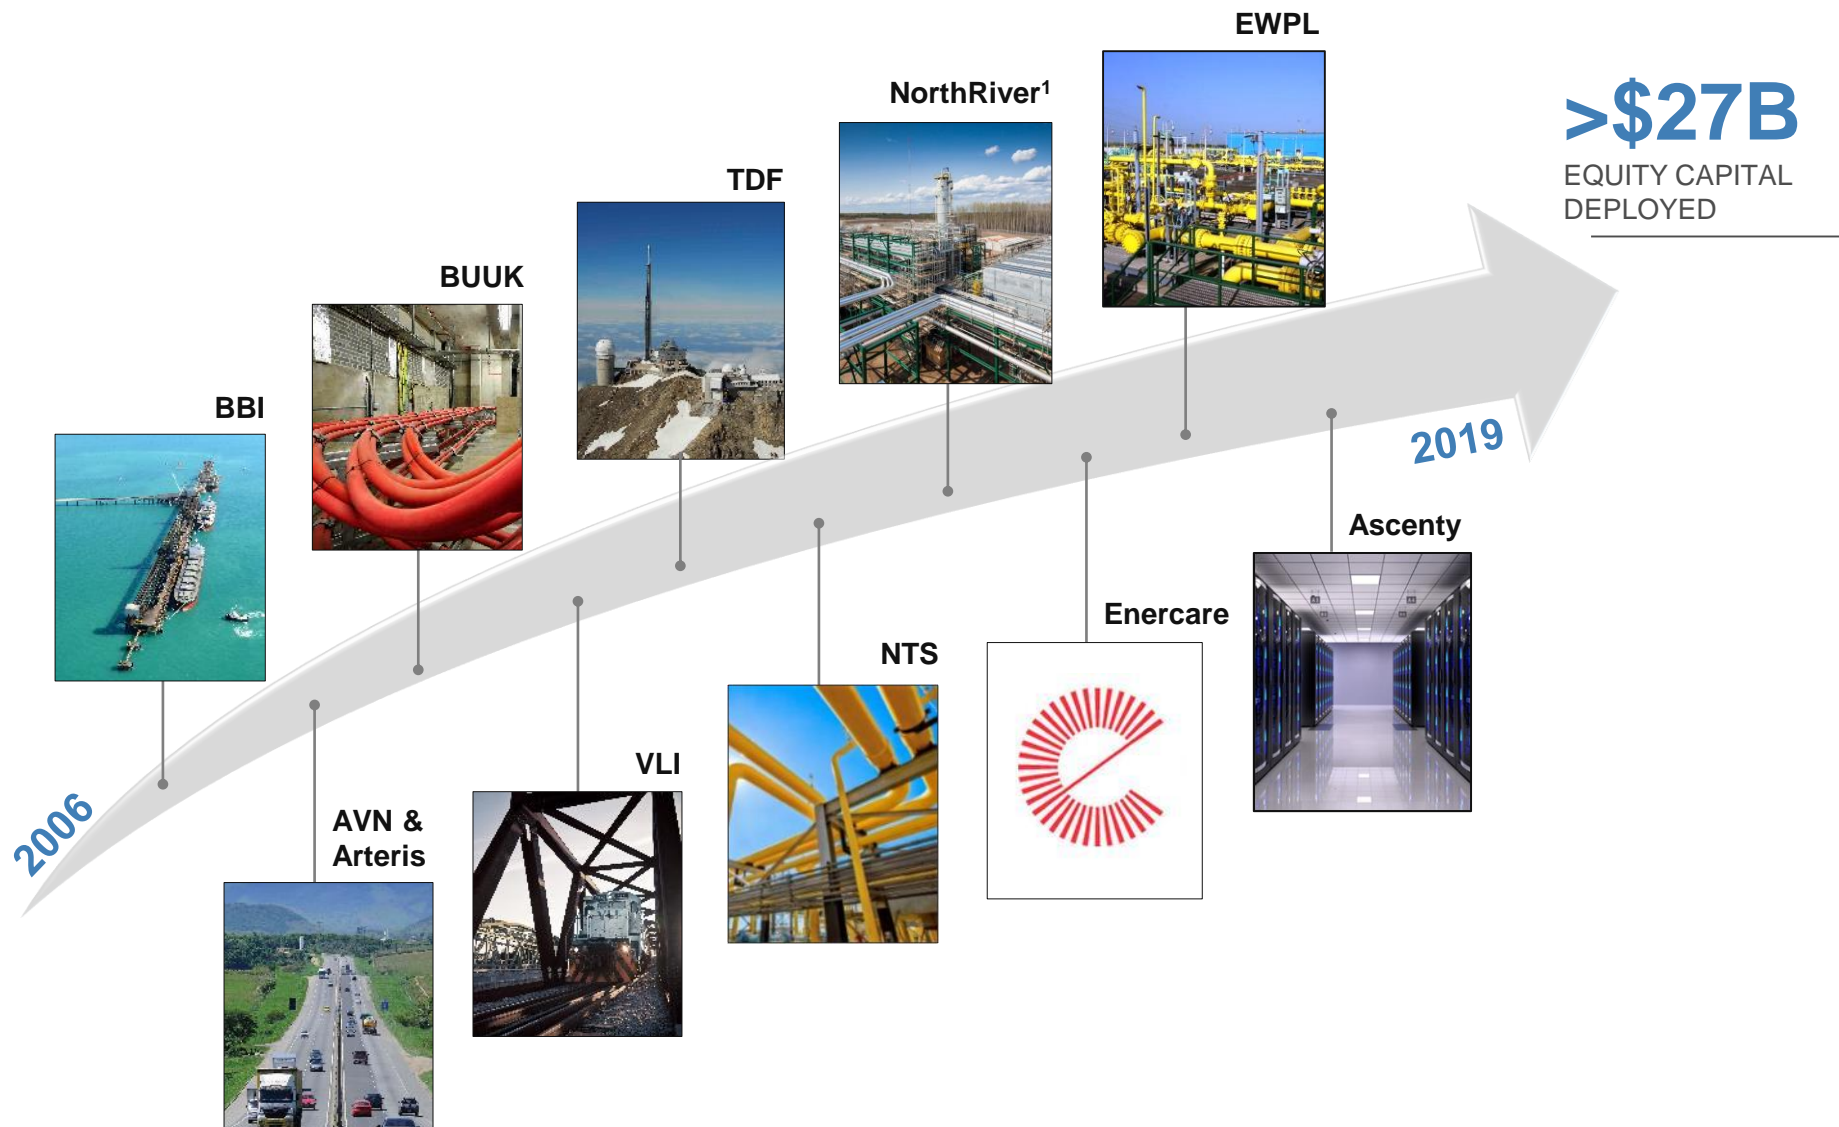 EWPL
>$27B
EQUITY CAPITAL
DEPLOYED
NorthRiver¹
TDF
BUUK
BBI
2019
Ascenty
Enercare
NTS
VLI
2006
AVN &
Arteris